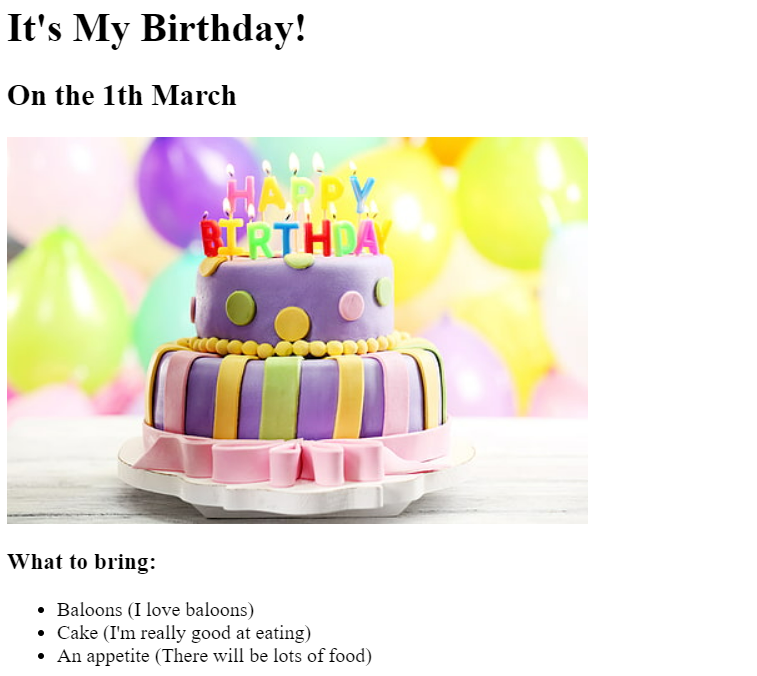 It's My Birthday!
On the 1th March
HAPPY
BIRTHDAY
What to bring:
Baloons (I love baloons)
Cake (I'm really good at eating)
An appetite (There will be lots of food)